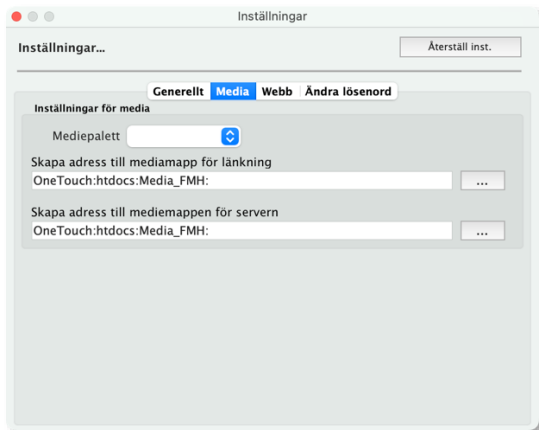 Inställningar
Inställningar...
Återställ inst.
Generellt Media Webb Ändra lösenord
Inställningar för media
Mediepalett
Skapa adress till mediamapp för länkning
OneTouch:htdocs:Media_FMH:
...
Skapa adress till mediemappen för servern
OneTouch:htdocs:Media_FMH:
...